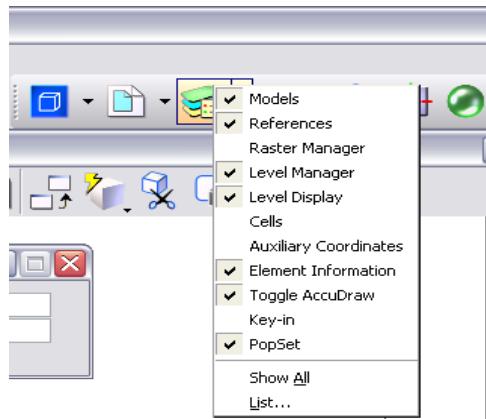 Models
References
Raster Manager
Level Manager
Level Display
Cells
Auxiliary Coordinates
Element Information
Toggle AccuDraw
Key-in
PopSet
Show All
List...